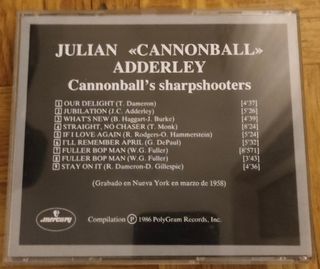 JULIAN «CANNONBALL»
ADDERLEY
Cannonball's sharpshooters
1 OUR DELIGHT (T. Dameron) [4'37]
2 JUBILATION (J.C. Adderley) [5'26]
3 WHAT'S NEW (B. Haggart-J. Burke) [4'39]
4 STRAIGHT, NO CHASER (T. Monk) [8'24]
5 IF I LOVE AGAIN (R. Rodgers-O. Hammerstein) [5'24]
6 I'LL REMEMBER APRIL (G. DePaul) [5'32]
7 FULLER BOP MAN (W.G. Fuller) [8'571]
8 FULLER BOP MAN (W.G. Fuller) [3'43]
9 STAY ON IT (R. Dameron-D. Gillespie) [4'36]
(Grabado en Nueva York en marzo de 1958)
mercury
Compilation Ⓟ 1986 PolyGram Records, Inc.